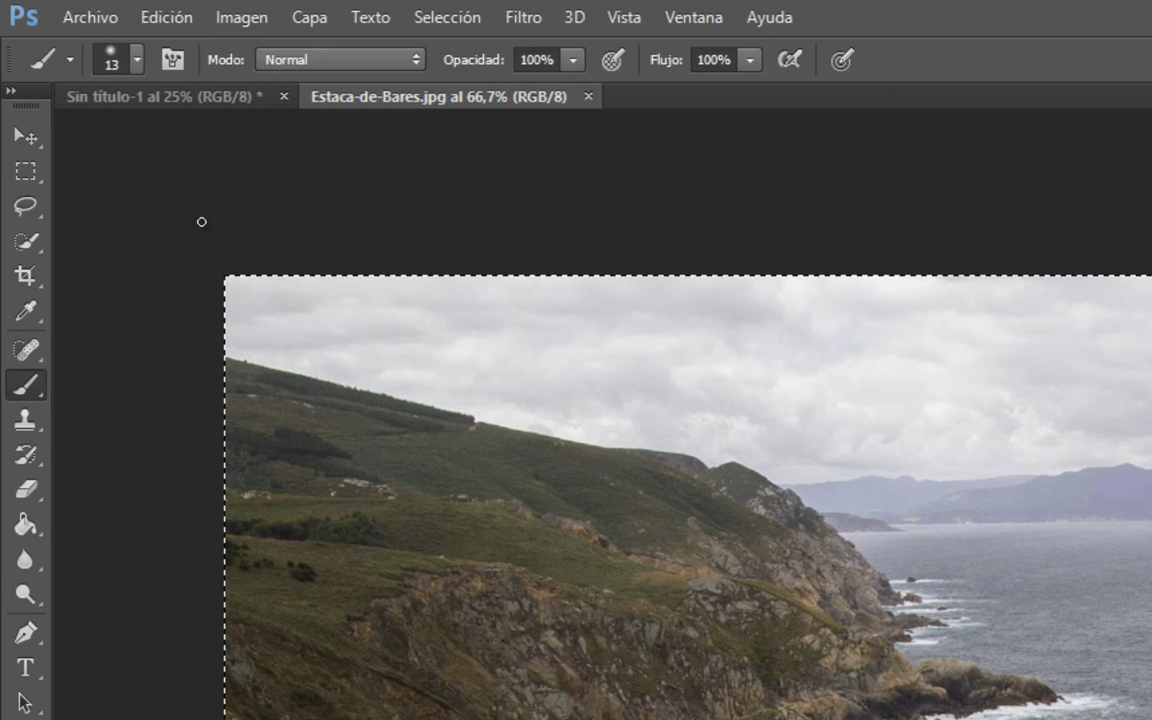 Ps Archivo Edición Imagen Capa Texto Selección Filtro 3D Vista Ventana Ayuda
13 Modo: Normal Opacidad: 100% Flujo: 100%
Sin título-1 al 25% (RGB/8) * × Estaca-de-Bares.jpg al 66,7% (RGB/8) ×
T